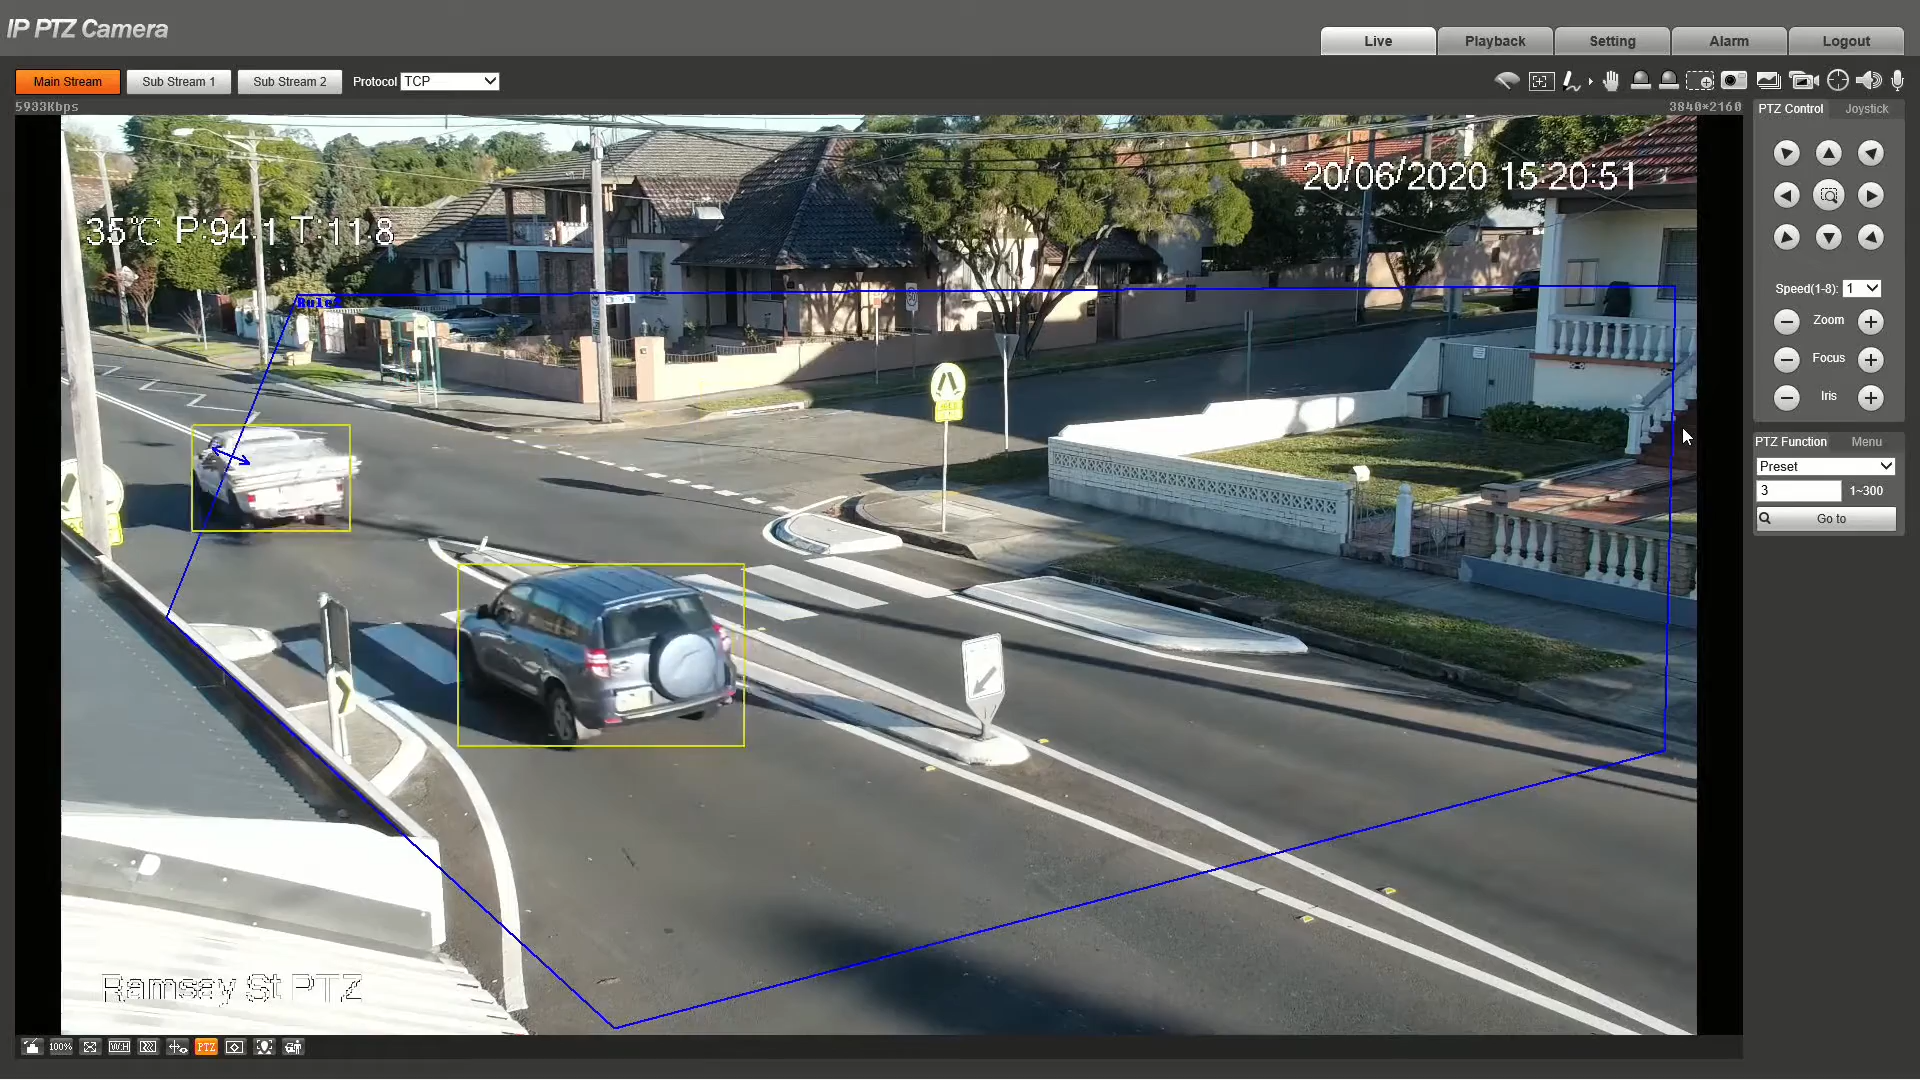 IP PTZ Camera
Live Playback Setting Alarm Logout
Main Stream Sub Stream 1 Sub Stream 2 Protocol TCP
5933Kbps 3840*2160
PTZ Control Joystick
20/06/2020 15:20:51
35℃ P:94.1 T:11.8
Speed(1-8): 1
Zoom
Focus
Iris
PTZ Function Menu
Preset
3 1~300
Go to
Ramsay St PTZ
100% W:H PTZ